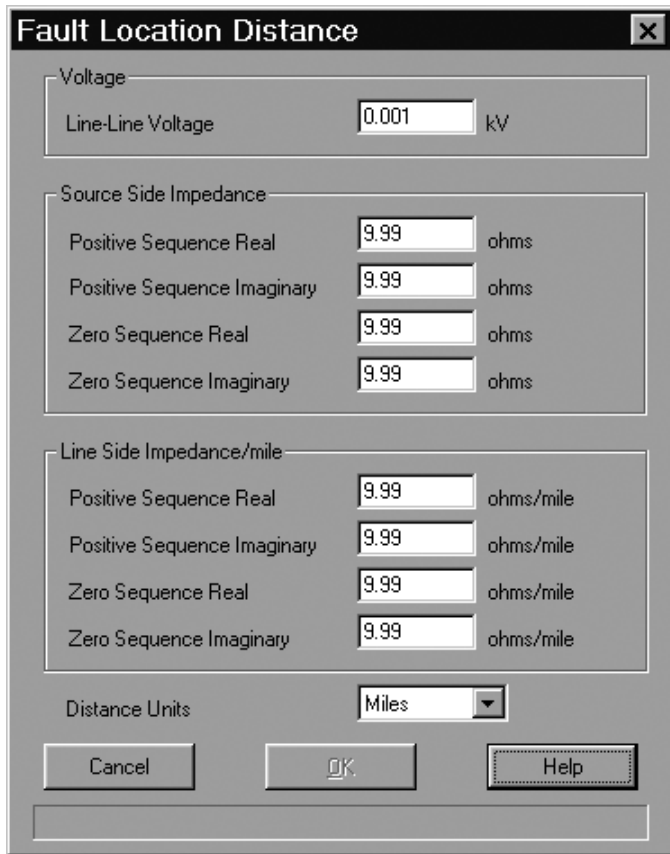 Fault Location Distance
Voltage
Line-Line Voltage 0.001 kV
Source Side Impedance
Positive Sequence Real 9.99 ohms
Positive Sequence Imaginary 9.99 ohms
Zero Sequence Real 9.99 ohms
Zero Sequence Imaginary 9.99 ohms
Line Side Impedance/mile
Positive Sequence Real 9.99 ohms/mile
Positive Sequence Imaginary 9.99 ohms/mile
Zero Sequence Real 9.99 ohms/mile
Zero Sequence Imaginary 9.99 ohms/mile
Distance Units Miles
Cancel OK Help